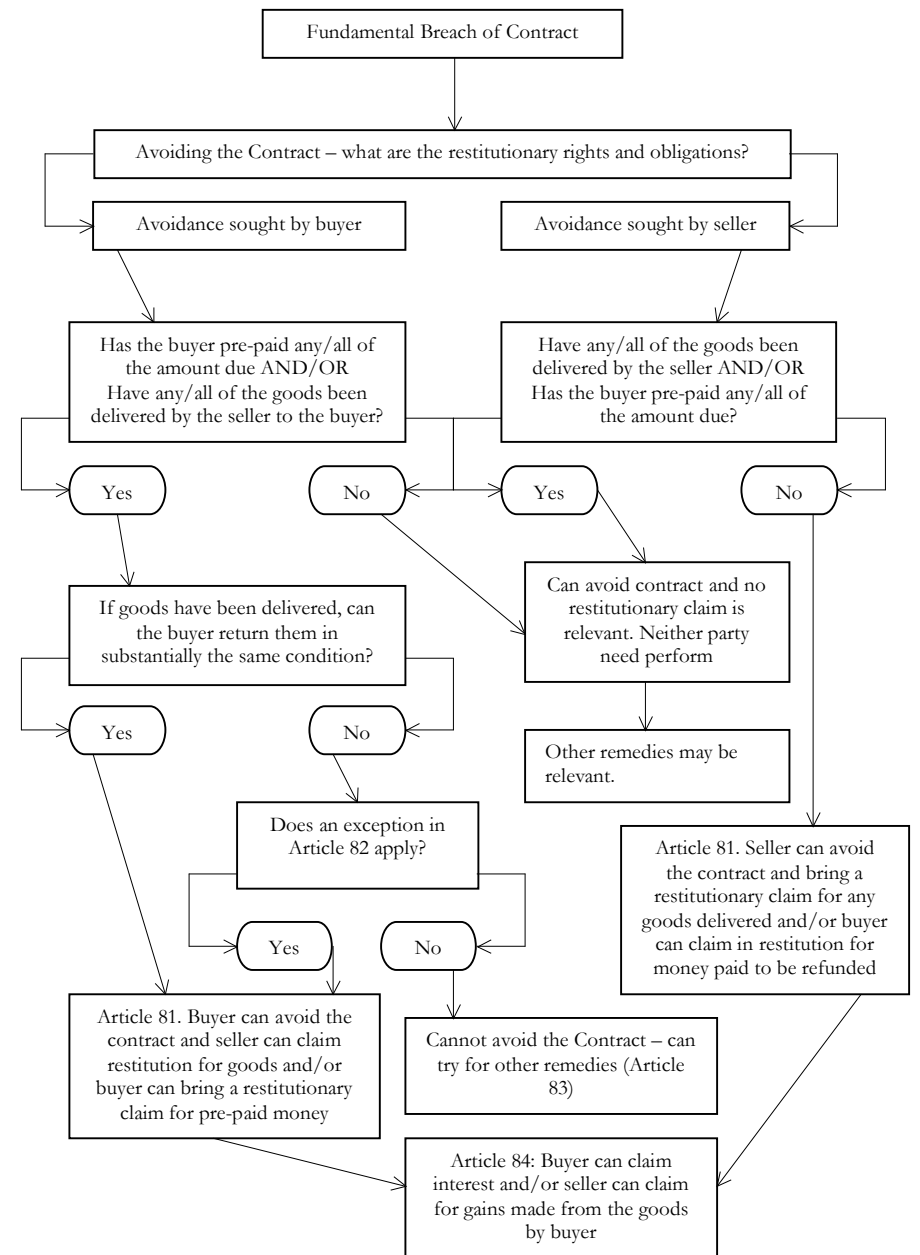 Fundamental Breach of Contract
Avoiding the Contract – what are the restitutionary rights and obligations?
Avoidance sought by buyer
Avoidance sought by seller
Has the buyer pre-paid any/all of
the amount due AND/OR
Have any/all of the goods been
delivered by the seller to the buyer?
Have any/all of the goods been
delivered by the seller AND/OR
Has the buyer pre-paid any/all of
the amount due?
Yes
No
Yes
No
If goods have been delivered, can
the buyer return them in
substantially the same condition?
Can avoid contract and no
restitutionary claim is
relevant. Neither party
need perform
Yes
No
Other remedies may be
relevant.
Does an exception in
Article 82 apply?
Article 81. Seller can avoid
the contract and bring a
restitutionary claim for any
goods delivered and/or buyer
can claim in restitution for
money paid to be refunded
Yes
No
Article 81. Buyer can avoid the
contract and seller can claim
restitution for goods and/or
buyer can bring a restitutionary
claim for pre-paid money
Cannot avoid the Contract – can
try for other remedies (Article
83)
Article 84: Buyer can claim
interest and/or seller can claim
for gains made from the goods
by buyer